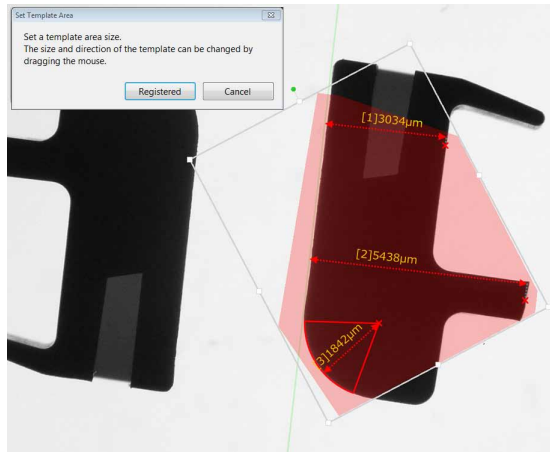 Set Template Area
Set a template area size.
The size and direction of the template can be changed by
dragging the mouse.
Registered
Cancel
[1]3034µm
[2]5438µm
3]1842µm